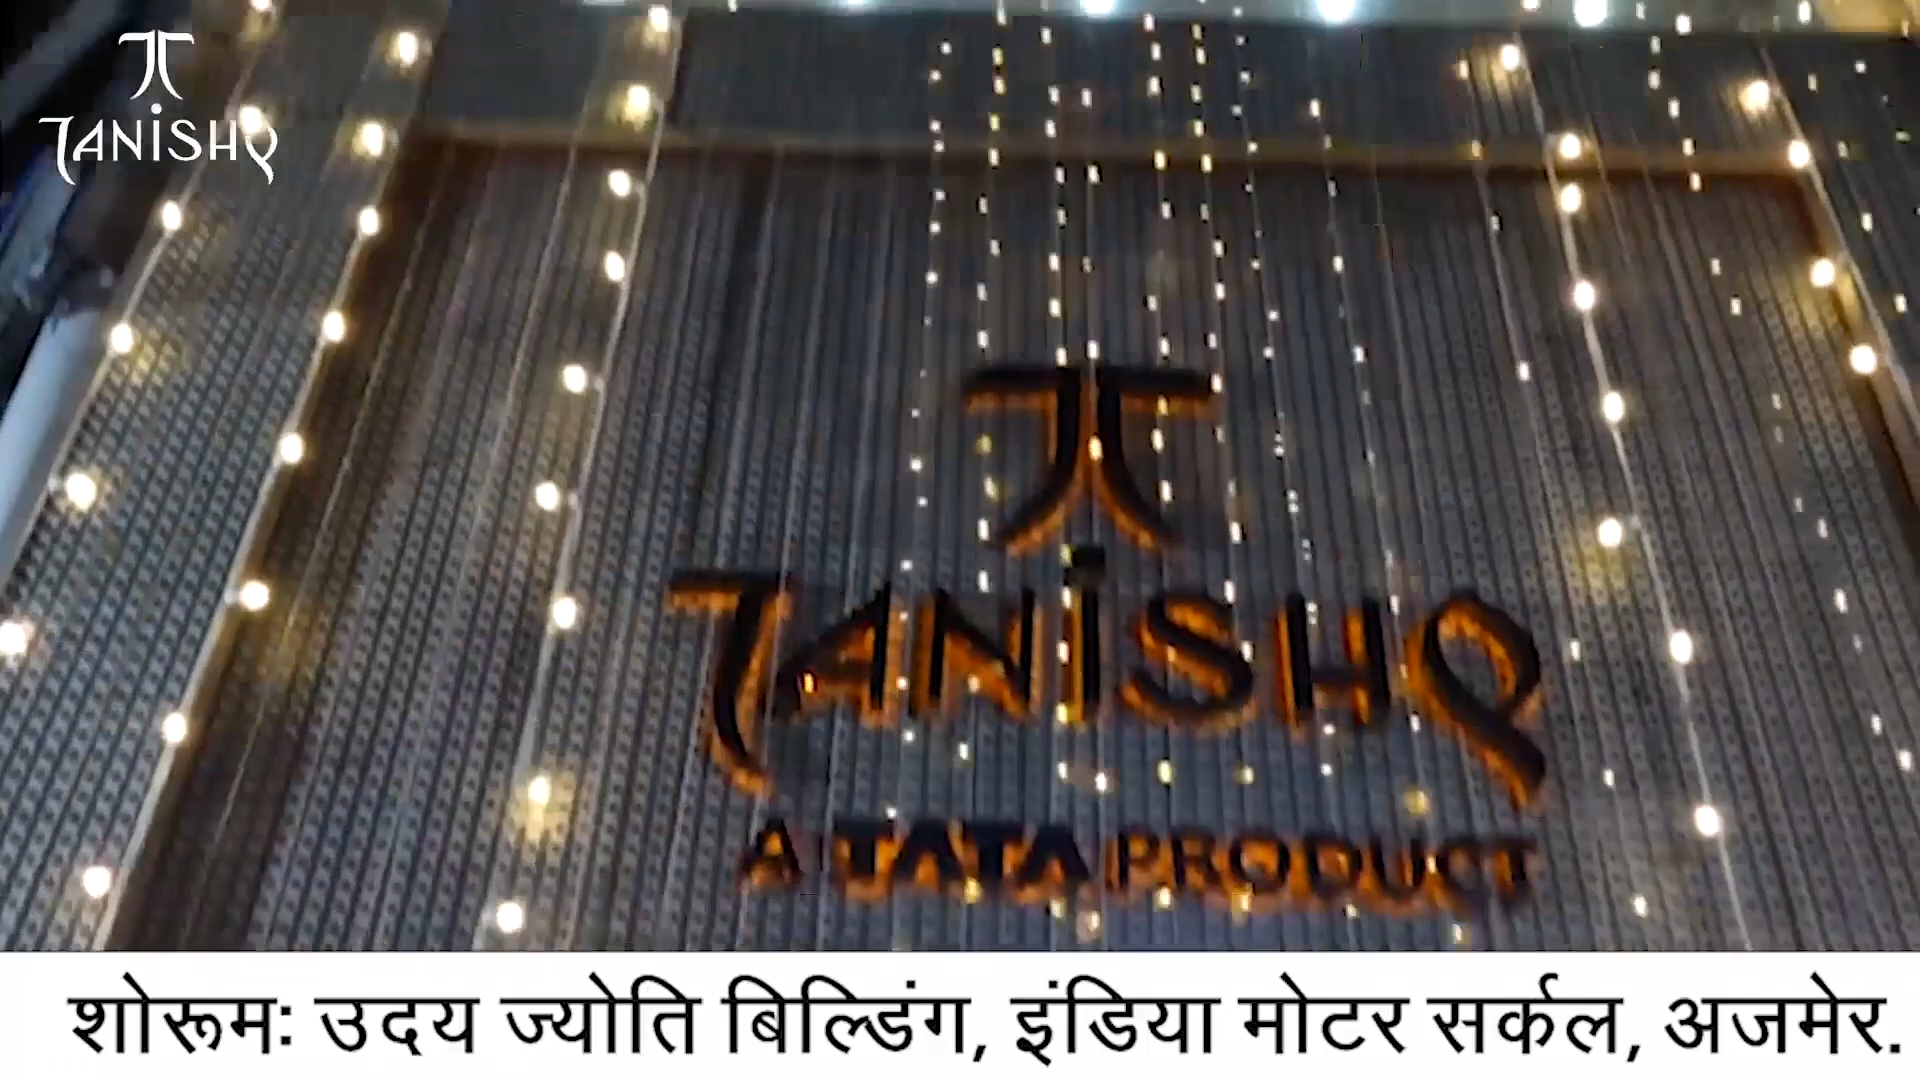 TANiSHQ
TANiSHQ
A TATA PRODUCT
शोरूमः उदय ज्योति बिल्डिंग, इंडिया मोटर सर्कल, अजमेर.